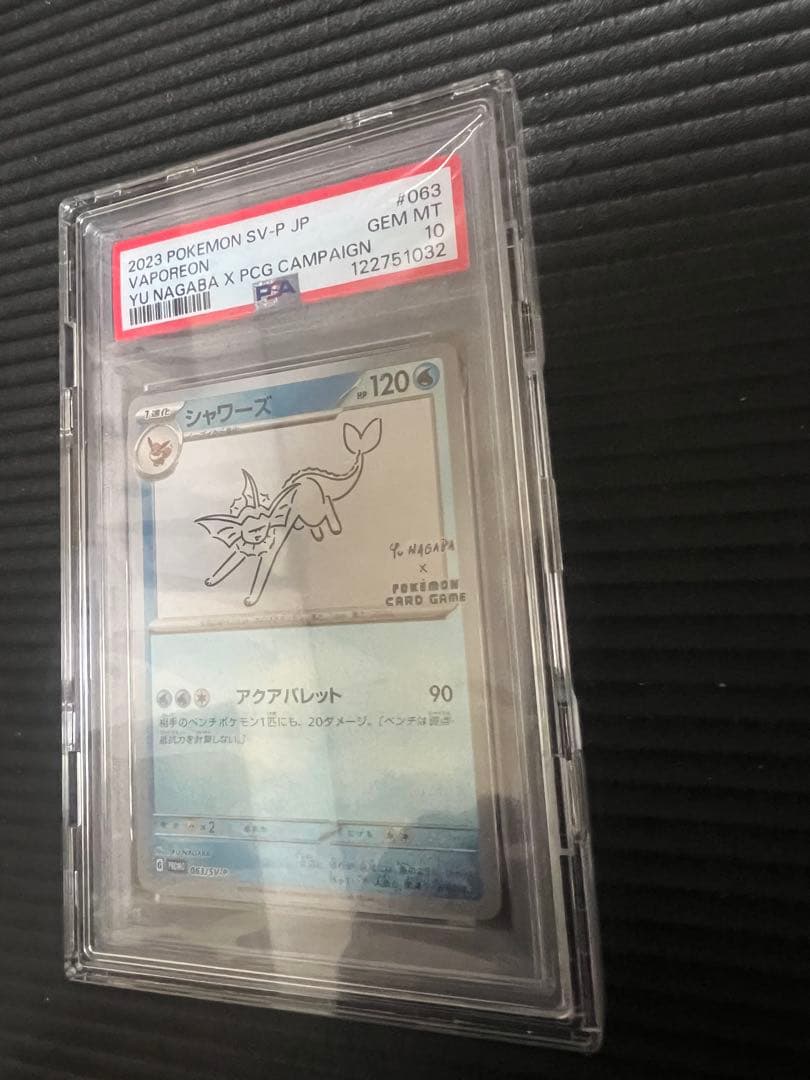 2023 POKEMON SV-P JP #063
VAPOREON GEM MT
YU NAGABA X PCG CAMPAIGN 10
PSA 122751032
1進化 シャワーズ HP 120
Yu NAGABA
×
POKÉMON
CARD GAME
アクアバレット 90
相手のベンチポケモン1匹にも、20ダメージ。［ベンチは弱点・
抵抗力を計算しない。］
YU NAGABA
G PROMO 063/SV-P